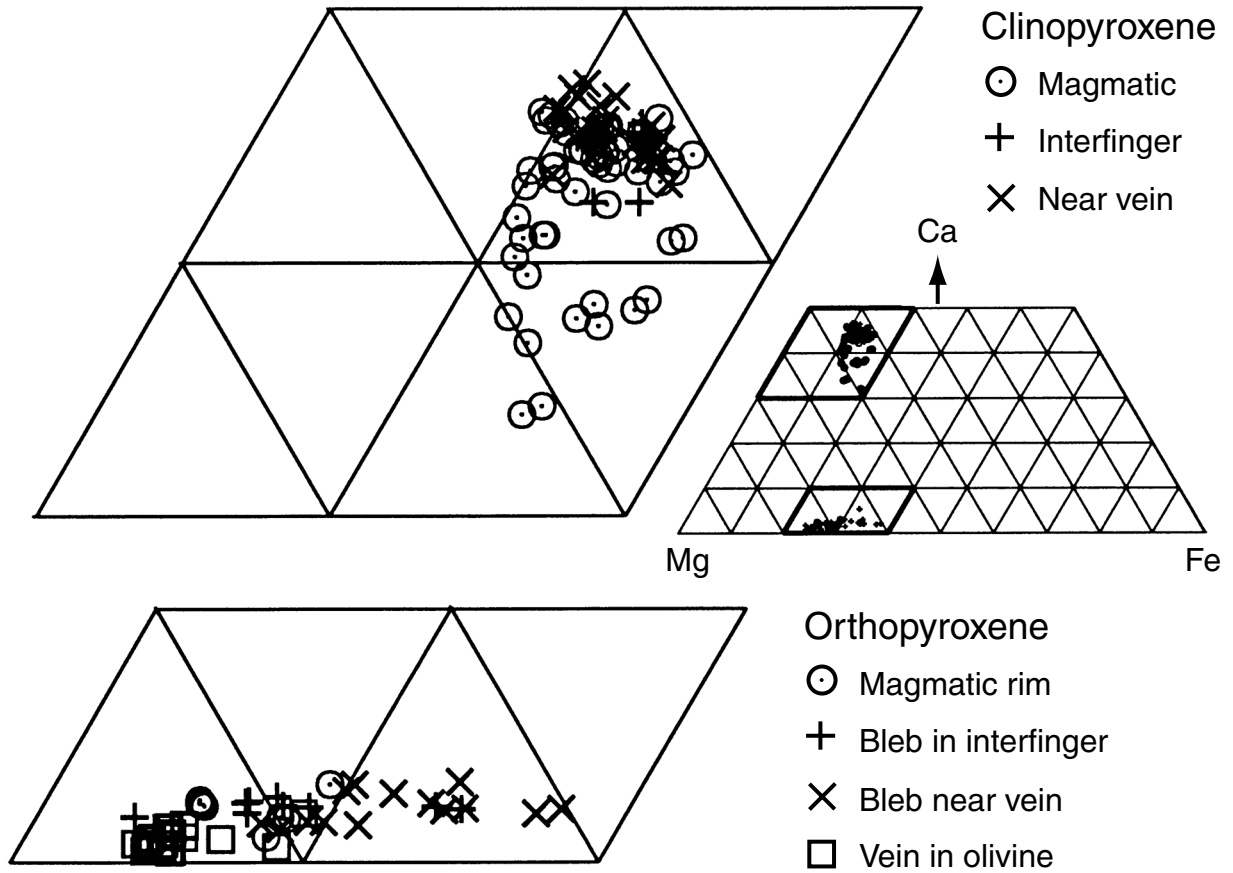 Clinopyroxene
Magmatic
Interfinger
Near vein
Ca
Mg
Fe
Orthopyroxene
Magmatic rim
Bleb in interfinger
Bleb near vein
Vein in olivine